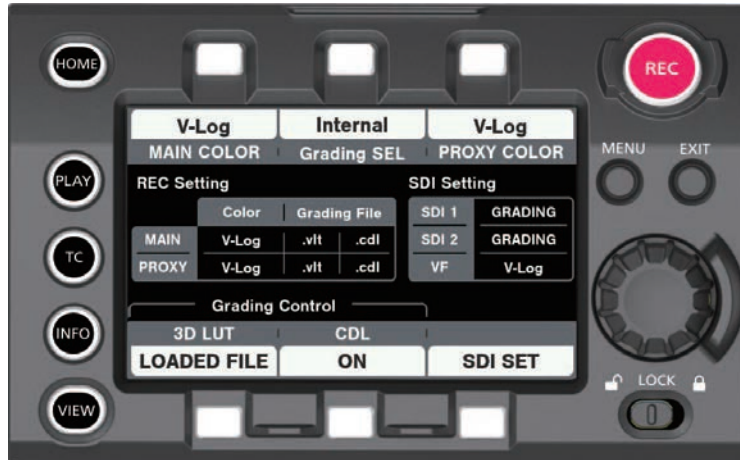 HOME
REC
V-Log Internal V-Log
MAIN COLOR Grading SEL PROXY COLOR
MENU EXIT
PLAY
REC Setting SDI Setting
Color Grading File SDI 1 GRADING
MAIN V-Log .vlt .cdl SDI 2 GRADING
PROXY V-Log .vlt .cdl VF V-Log
TC
Grading Control
INFO
3D LUT CDL
LOADED FILE ON SDI SET
LOCK
VIEW